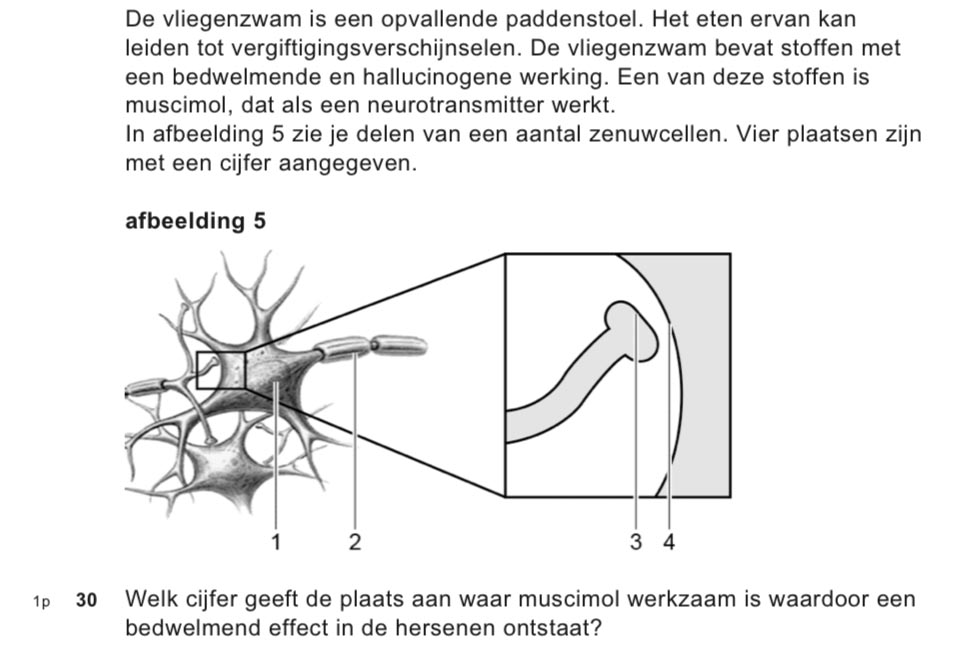 De vliegenzwam is een opvallende paddenstoel. Het eten ervan kan
leiden tot vergiftigingsverschijnselen. De vliegenzwam bevat stoffen met
een bedwelmende en hallucinogene werking. Een van deze stoffen is
muscimol, dat als een neurotransmitter werkt.
In afbeelding 5 zie je delen van een aantal zenuwcellen. Vier plaatsen zijn
met een cijfer aangegeven.
afbeelding 5
1 2 3 4
1p 30 Welk cijfer geeft de plaats aan waar muscimol werkzaam is waardoor een
bedwelmend effect in de hersenen ontstaat?